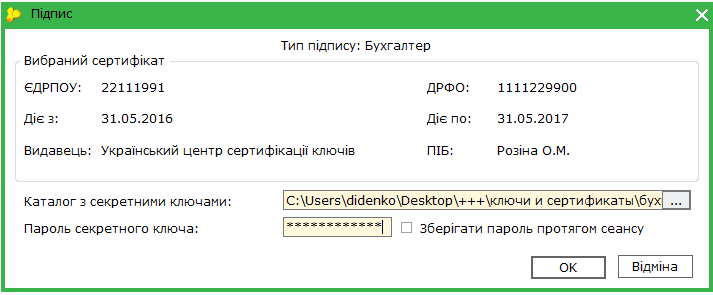 Підпис
Тип підпису: Бухгалтер
Вибраний сертифікат
ЄДРПОУ: 22111991 ДРФО: 1111229900
Діє з: 31.05.2016 Діє по: 31.05.2017
Видавець: Український центр сертифікації ключів ПІБ: Розіна О.М.
Каталог з секретними ключами: C:\Users\didenko\Desktop\+++\ключи и сертификаты\бух ...
Пароль секретного ключа: ************ Зберігати пароль протягом сеансу
OK Відміна